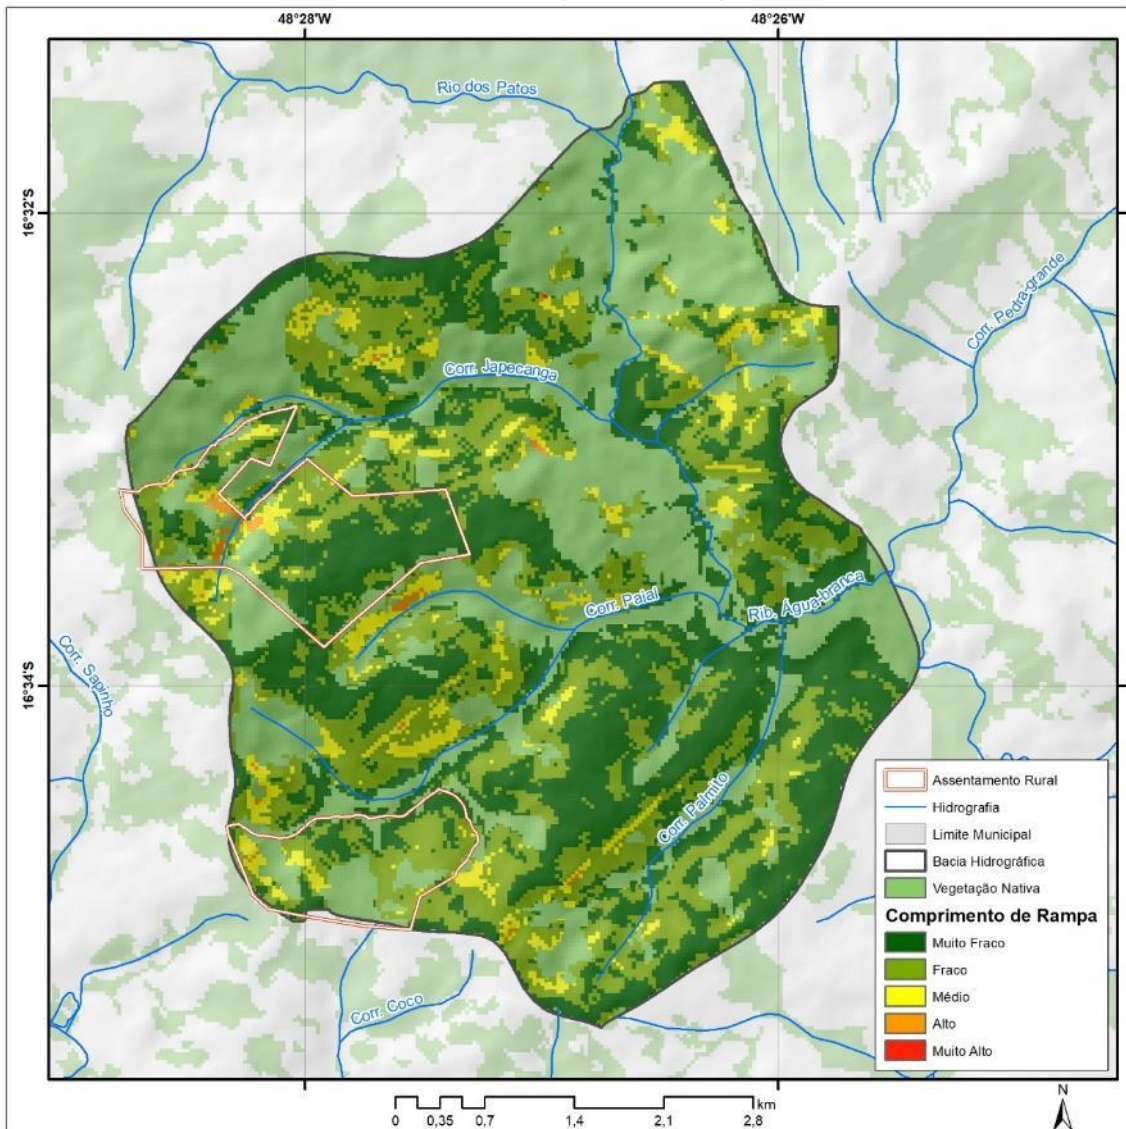 48°28'W
48°26'W
Rio dos Patos
16°32'S
Corr. Pedra-grande
Corr. Japecanga
Corr. Paial
Rib. Água-branca
Corr. Sapinho
16°34'S
Corr. Palmito
Corr. Coco
Assentamento Rural
Hidrografia
Limite Municipal
Bacia Hidrográfica
Vegetação Nativa
Comprimento de Rampa
Muito Fraco
Fraco
Médio
Alto
Muito Alto
N
km
0 0,35 0,7 1,4 2,1 2,8